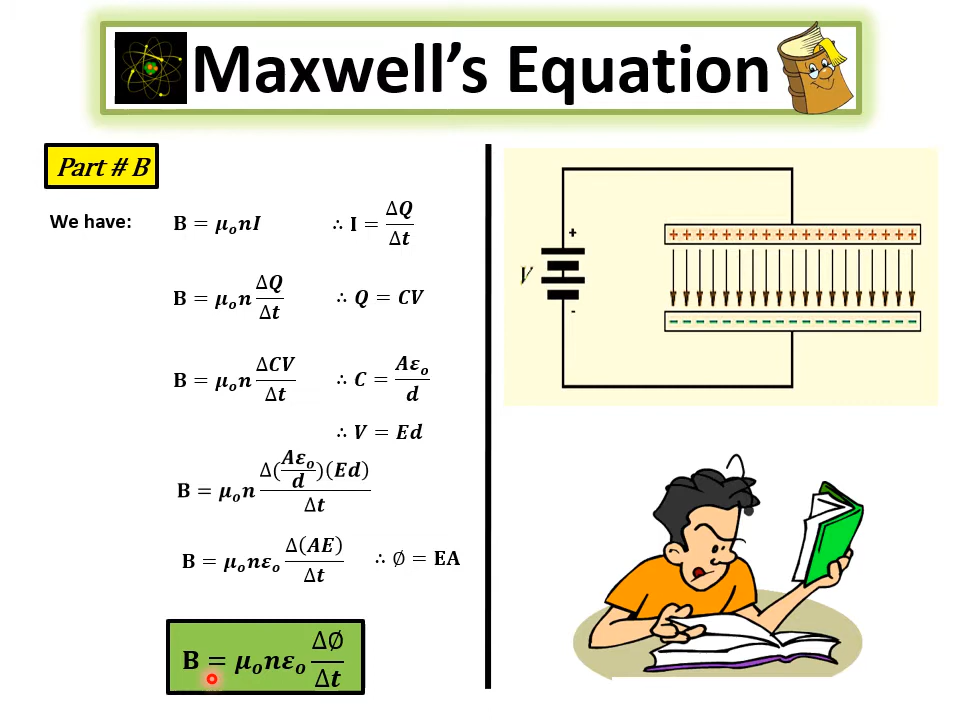 Maxwell's Equation
Part # B
We have: B = μₒnI ∴ I = ΔQ/Δt
B = μₒn ΔQ/Δt ∴ Q = CV
B = μₒn ΔCV/Δt ∴ C = Aεₒ/d
∴ V = Ed
B = μₒn Δ(Aεₒ/d)(Ed)/Δt
B = μₒnεₒ Δ(AE)/Δt ∴ ∅ = EA
B = μₒnεₒ Δ∅/Δt
V
+
-
+ + + + + + + + + + + + + + + + + + + +
- - - - - - - - - - - - - - - - - - - -